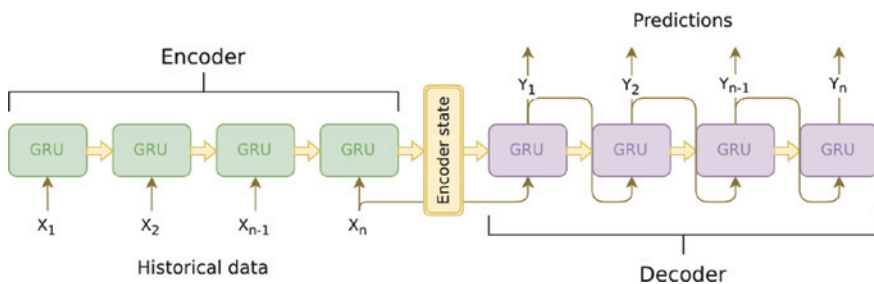 Predictions
Encoder
Y1 Y2 Yn-1 Yn
GRU GRU GRU GRU Encoder state GRU GRU GRU GRU
X1 X2 Xn-1 Xn
Historical data
Decoder